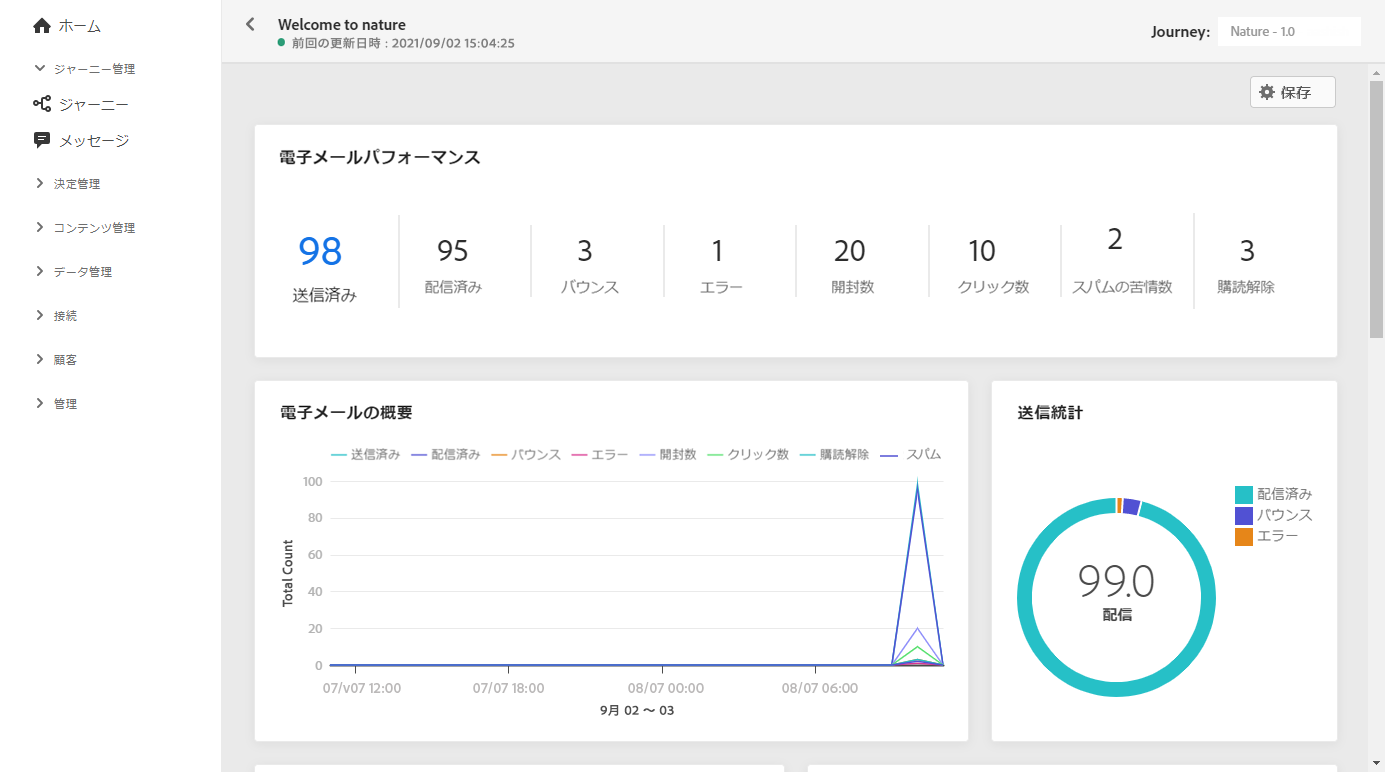 ホーム
ジャーニー管理
ジャーニー
メッセージ
決定管理
コンテンツ管理
データ管理
接続
顧客
管理
Welcome to nature
前回の更新日時 : 2021/09/02 15:04:25
Journey: Nature - 1.0
保存
電子メールパフォーマンス
98 95 3 1 20 10 2 3
送信済み 配信済み バウンス エラー 開封数 クリック数 スパムの苦情数 購読解除
電子メールの概要
送信済み 配信済み バウンス エラー 開封数 クリック数 購読解除 スパム
100
80
60
40
20
0
Total Count
07/v07 12:00 07/07 18:00 08/07 00:00 08/07 06:00
9月 02 ～ 03
送信統計
配信済み
バウンス
エラー
99.0
配信